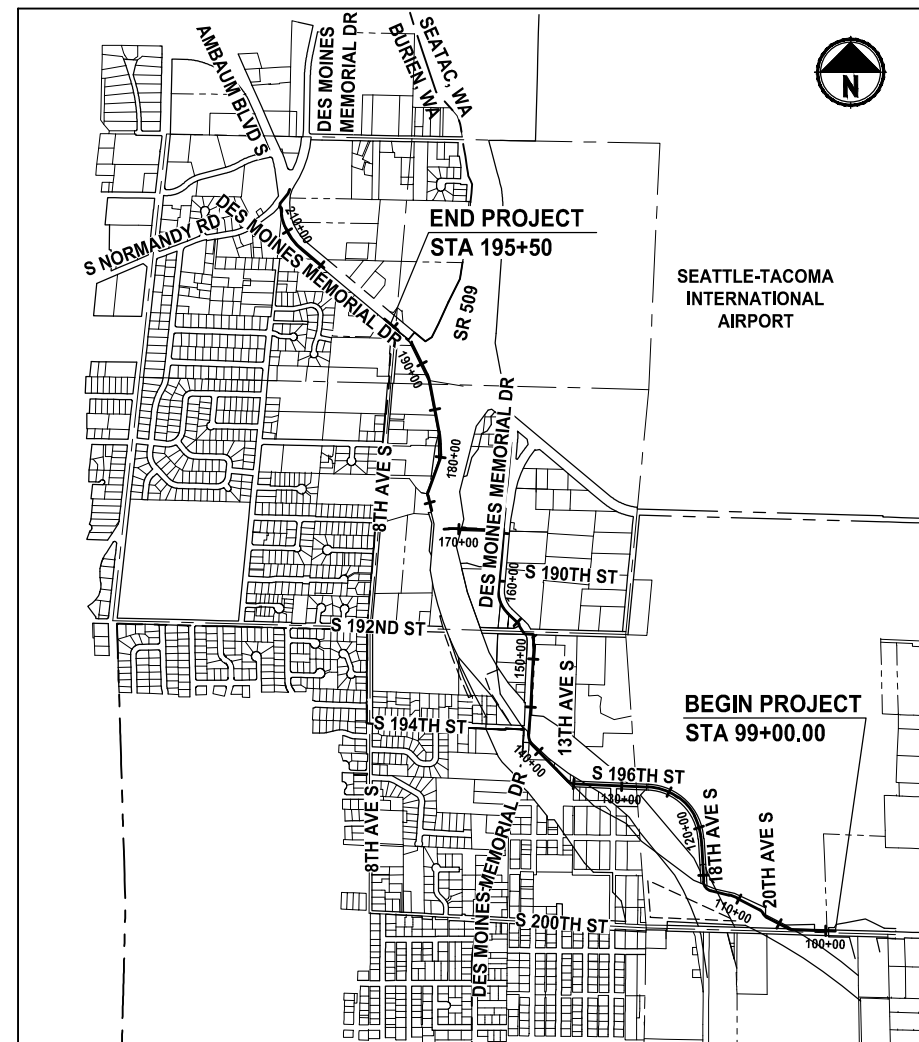 AMBAUM BLVD S
DES MOINES
MEMORIAL DR
SEATAC, WA
BURIEN, WA
N
DES MOINES MEMORIAL DR
210+00
S NORMANDY RD
END PROJECT
STA 195+50
SR 509
SEATTLE-TACOMA
INTERNATIONAL
AIRPORT
190+00
180+00
8TH AVE S
DES MOINES MEMORIAL DR
170+00
160+00
S 190TH ST
S 192ND ST
150+00
13TH AVE S
BEGIN PROJECT
STA 99+00.00
S 194TH ST
140+00
S 196TH ST
130+00
120+00
18TH AVE S
20TH AVE S
8TH AVE S
DES MOINES MEMORIAL DR
110+00
S 200TH ST
100+00